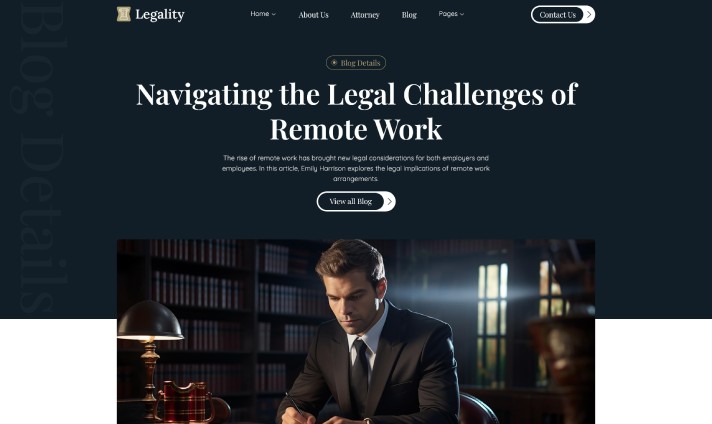 Legality
Home
About Us
Attorney
Blog
Pages
Contact Us
Blog Details
Blog Details
Navigating the Legal Challenges of
Remote Work
The rise of remote work has brought new legal considerations for both employers and
employees. In this article, Emily Harrison explores the legal implications of remote work
arrangements.
View all Blog